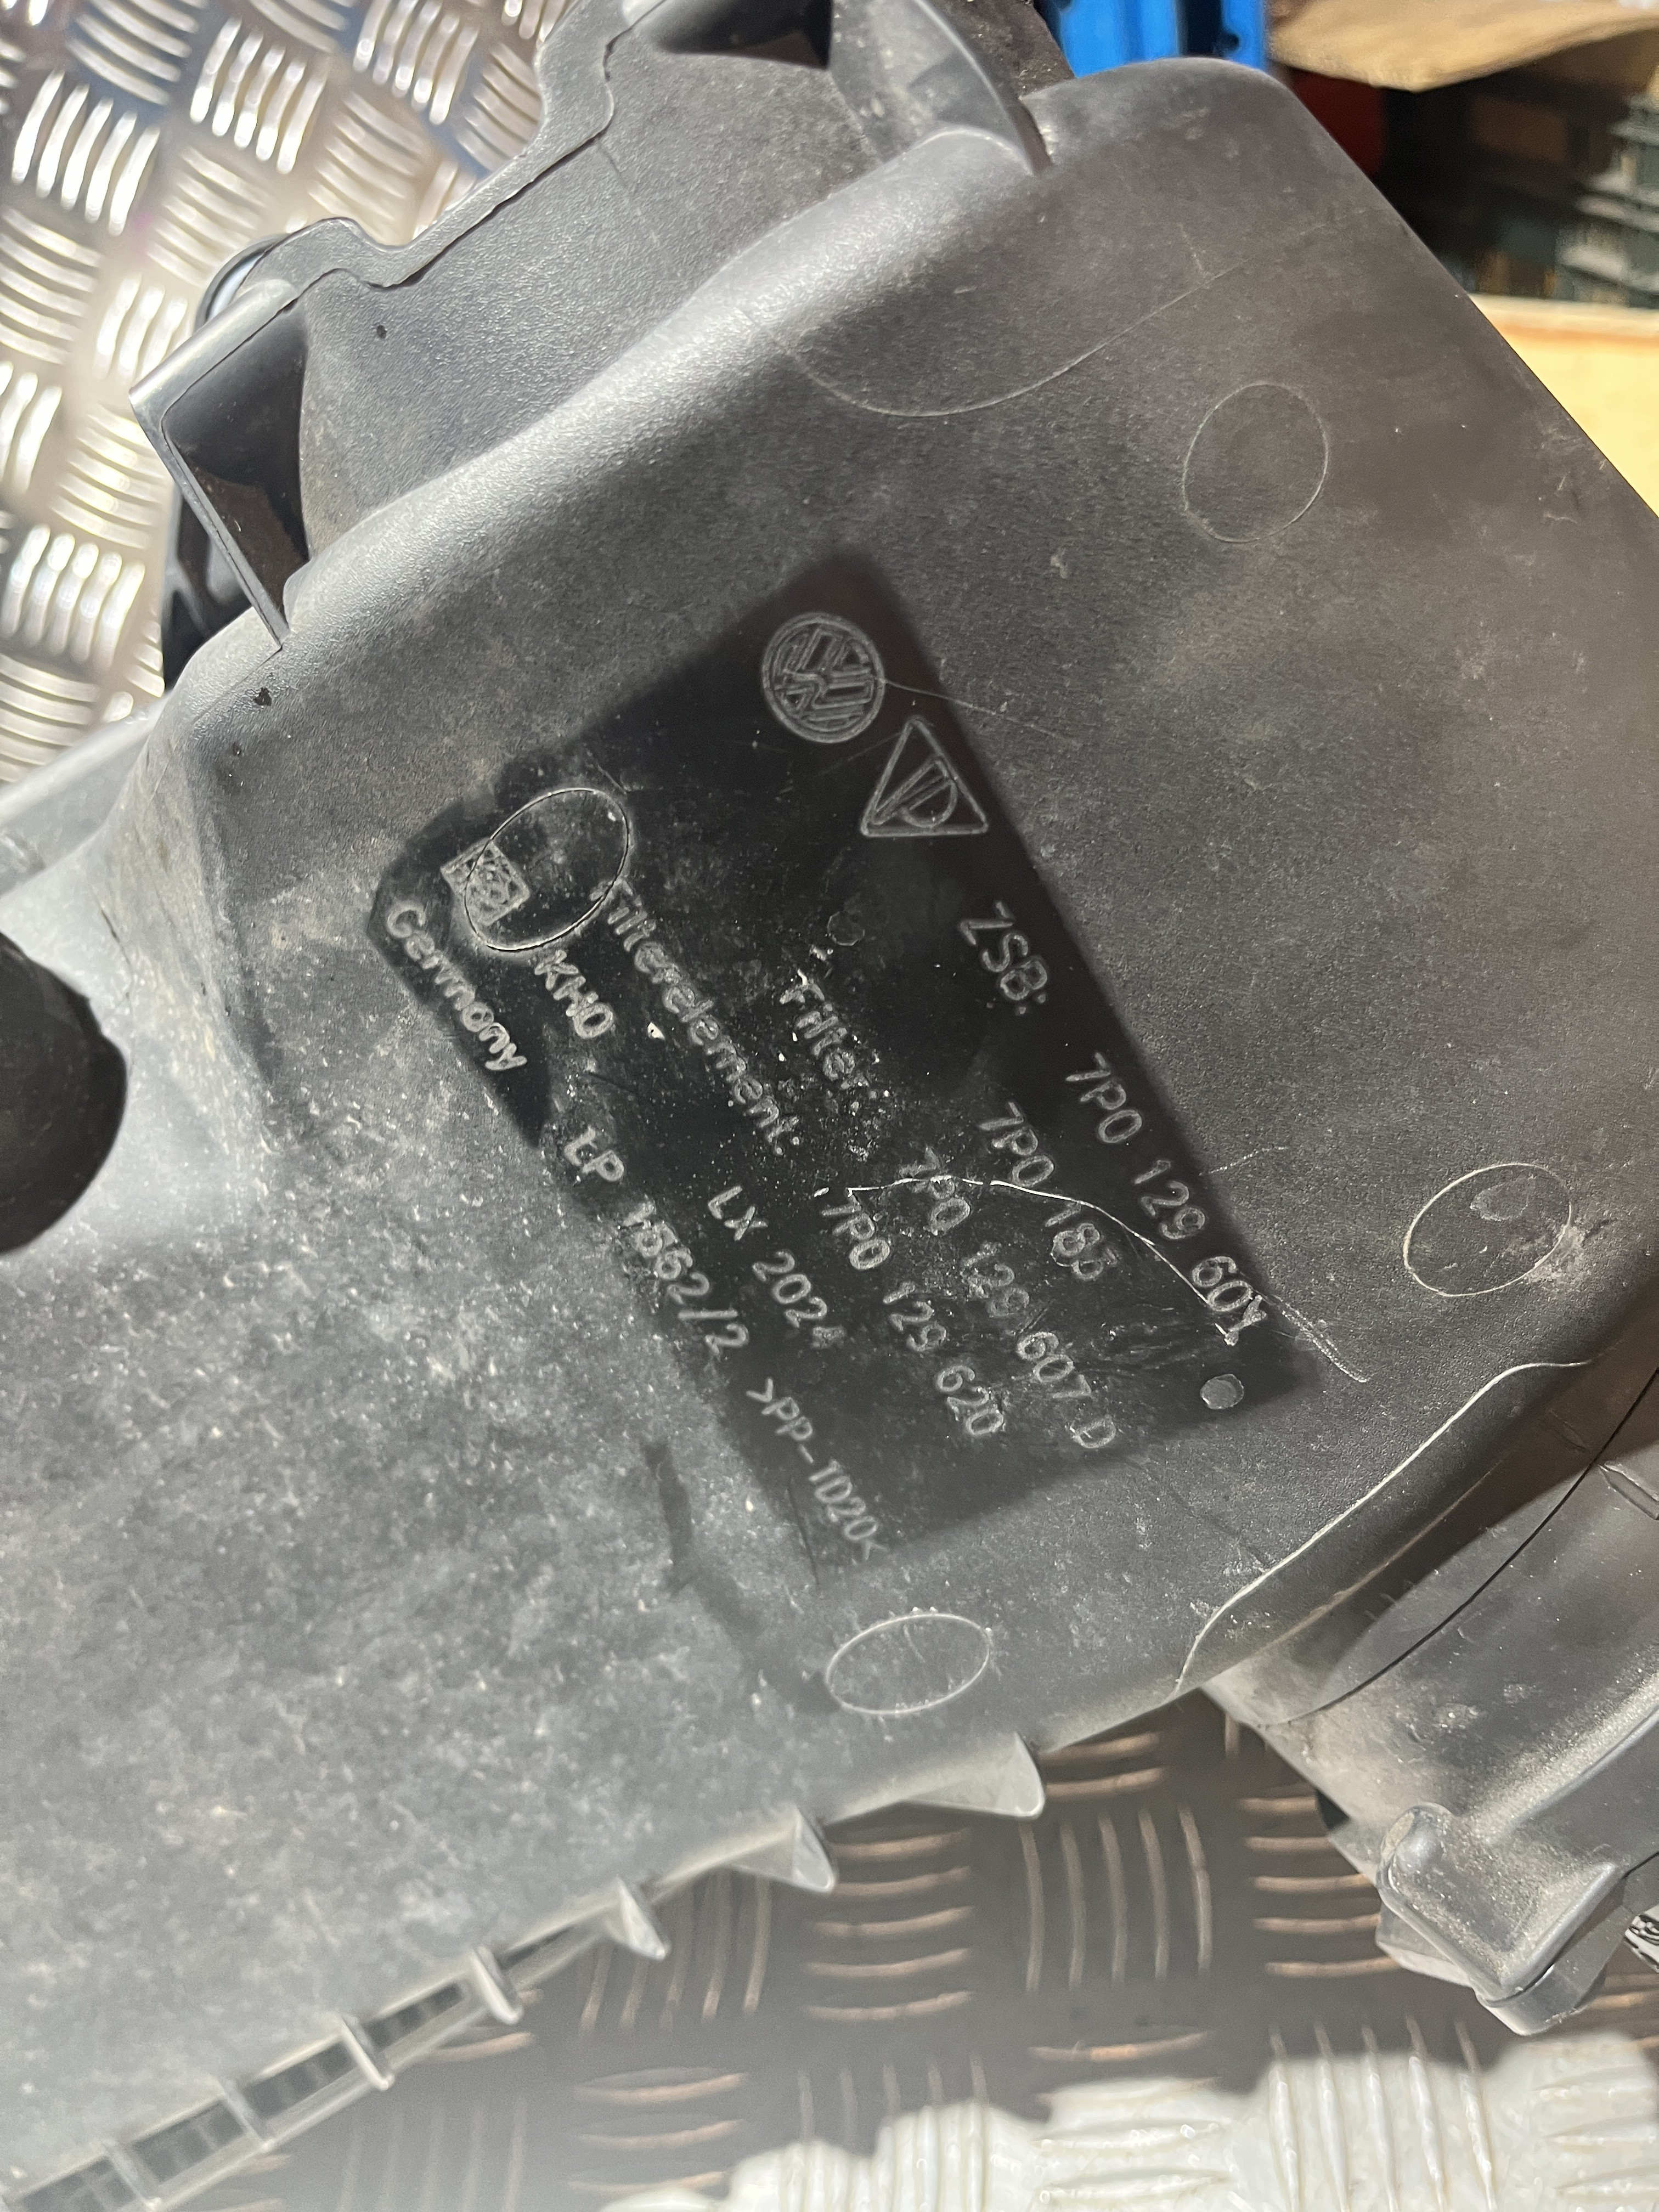 ZSB: 7P0 129 601
7P0 183
Filter: 7P0 129 607 D
Filterelement: 7P0 129 620
LX 2024
KHD LP 1562/2 >PP-TD20<
Germany